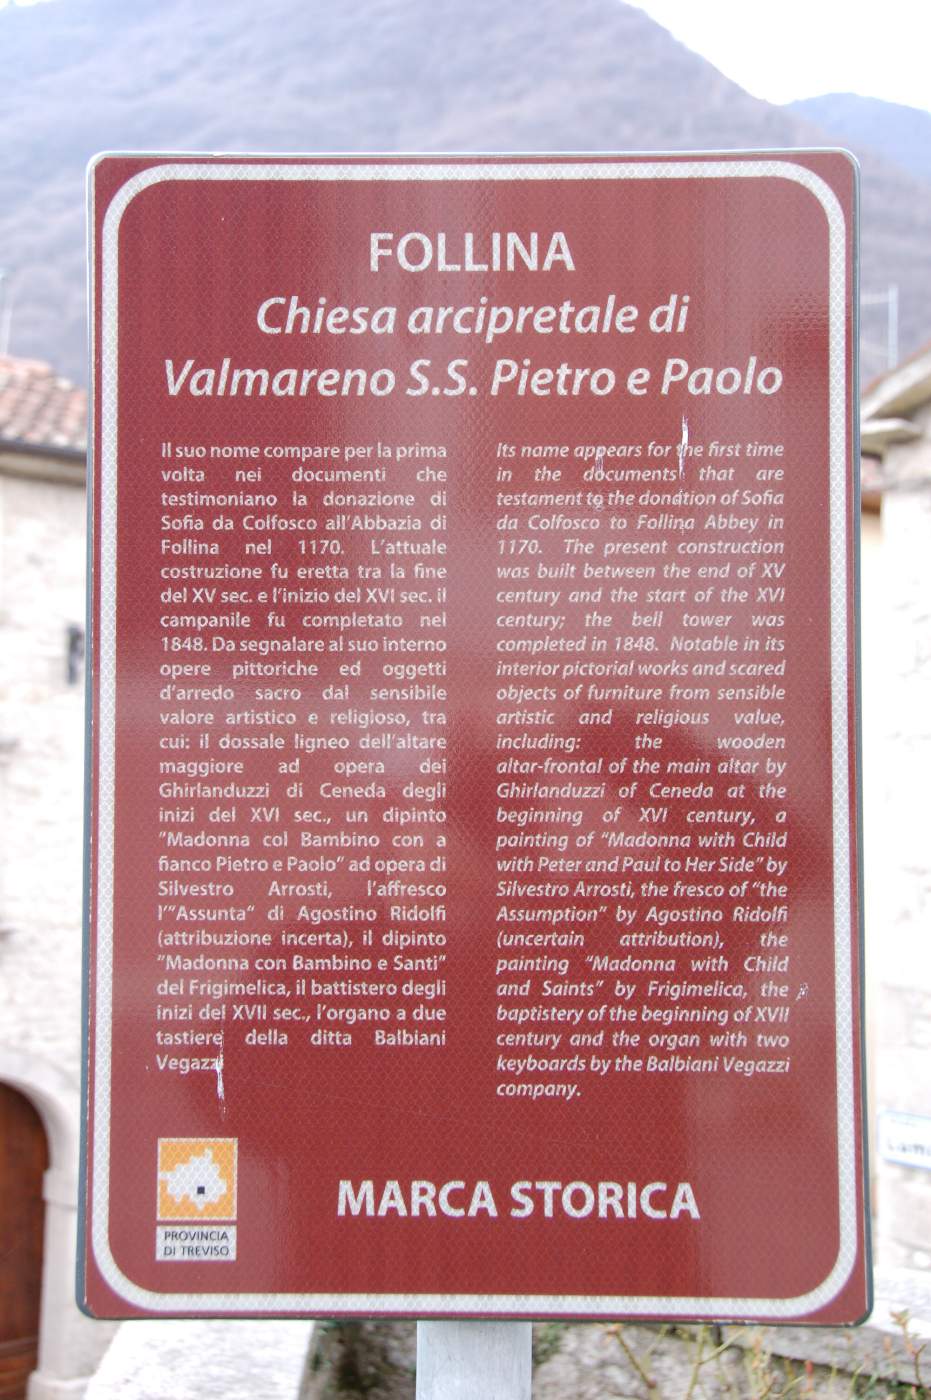 FOLLINA
Chiesa arcipretale di
Valmareno S.S. Pietro e Paolo
Il suo nome compare per la prima
volta nei documenti che
testimoniano la donazione di
Sofia da Colfosco all'Abbazia di
Follina nel 1170. L'attuale
costruzione fu eretta tra la fine
del XV sec. e l'inizio del XVI sec. il
campanile fu completato nel
1848. Da segnalare al suo interno
opere pittoriche ed oggetti
d'arredo sacro dal sensibile
valore artistico e religioso, tra
cui: il dossale ligneo dell'altare
maggiore ad opera dei
Ghirlanduzzi di Ceneda degli
inizi del XVI sec., un dipinto
"Madonna col Bambino con a
fianco Pietro e Paolo" ad opera di
Silvestro Arrosti, l'affresco
l'"Assunta" di Agostino Ridolfi
(attribuzione incerta), il dipinto
"Madonna con Bambino e Santi"
del Frigimelica, il battistero degli
inizi del XVII sec., l'organo a due
tastiere della ditta Balbiani
Vegazzi
Its name appears for the first time
in the documents that are
testament to the donation of Sofia
da Colfosco to Follina Abbey in
1170. The present construction
was built between the end of XV
century and the start of the XVI
century; the bell tower was
completed in 1848. Notable in its
interior pictorial works and scared
objects of furniture from sensible
artistic and religious value,
including: the wooden
altar-frontal of the main altar by
Ghirlanduzzi of Ceneda at the
beginning of XVI century, a
painting of "Madonna with Child
with Peter and Paul to Her Side" by
Silvestro Arrosti, the fresco of "the
Assumption" by Agostino Ridolfi
(uncertain attribution), the
painting "Madonna with Child
and Saints" by Frigimelica, the
baptistery of the beginning of XVII
century and the organ with two
keyboards by the Balbiani Vegazzi
company.
PROVINCIA
DI TREVISO
MARCA STORICA